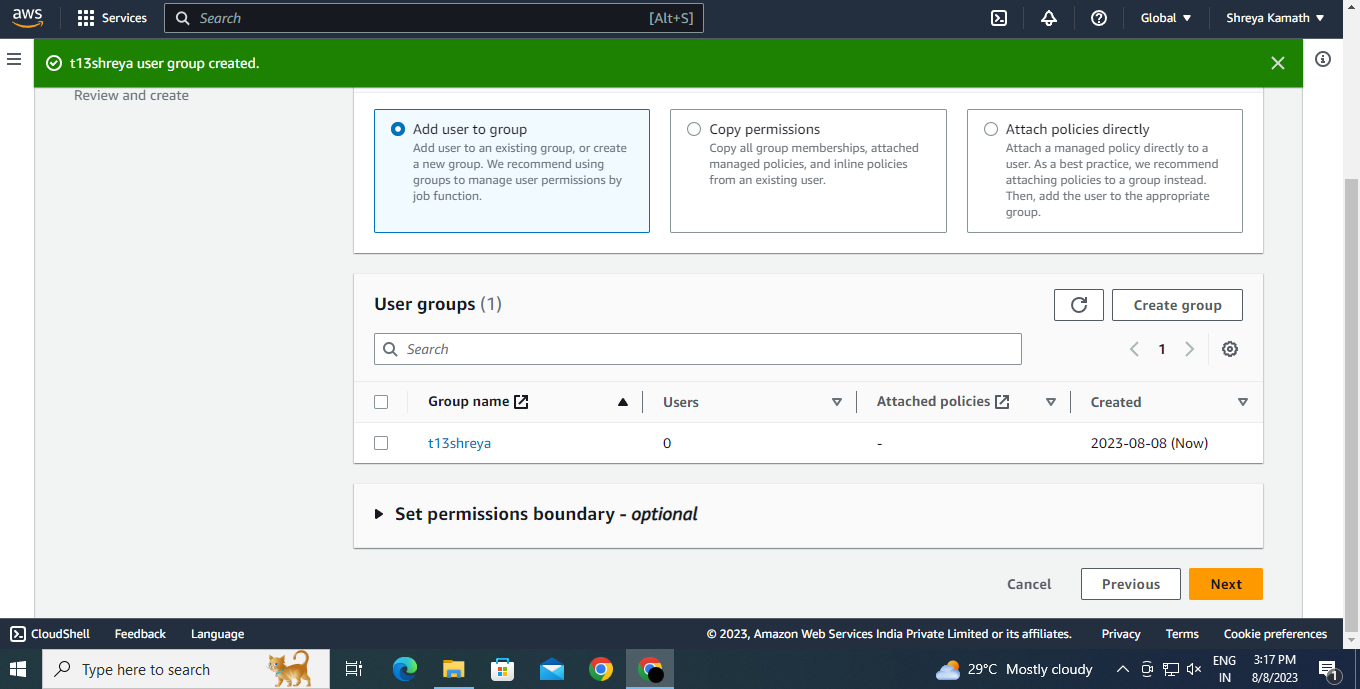 aws
Services
Search
[Alt+S]
Global
Shreya Kamath
t13shreya user group created.
Review and create
Add user to group
Add user to an existing group, or create
a new group. We recommend using
groups to manage user permissions by
job function.
Copy permissions
Copy all group memberships, attached
managed policies, and inline policies
from an existing user.
Attach policies directly
Attach a managed policy directly to a
user. As a best practice, we recommend
attaching policies to a group instead.
Then, add the user to the appropriate
group.
User groups (1)
Create group
Search
1
Group name
Users
Attached policies
Created
t13shreya
0
-
2023-08-08 (Now)
Set permissions boundary - optional
Cancel
Previous
Next
CloudShell
Feedback
Language
© 2023, Amazon Web Services India Private Limited or its affiliates.
Privacy
Terms
Cookie preferences
Type here to search
29°C Mostly cloudy
ENG
IN
3:17 PM
8/8/2023
1